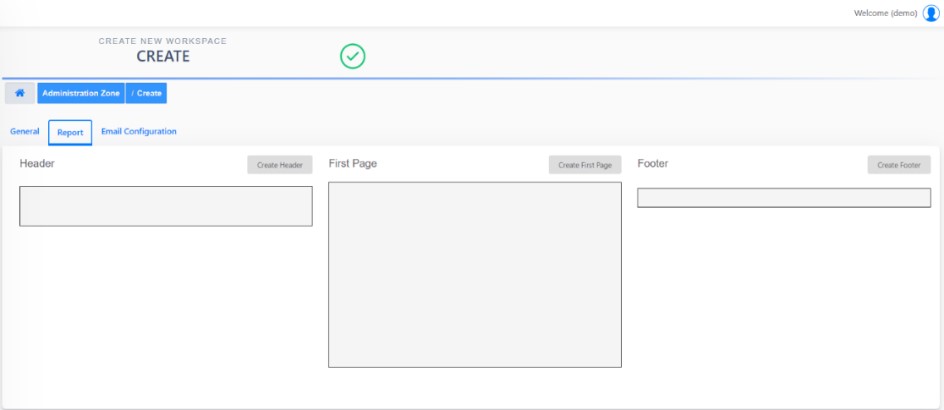 Welcome (demo)
CREATE NEW WORKSPACE
CREATE
Administration Zone / Create
General Report Email Configuration
Header Create Header First Page Create First Page Footer Create Footer